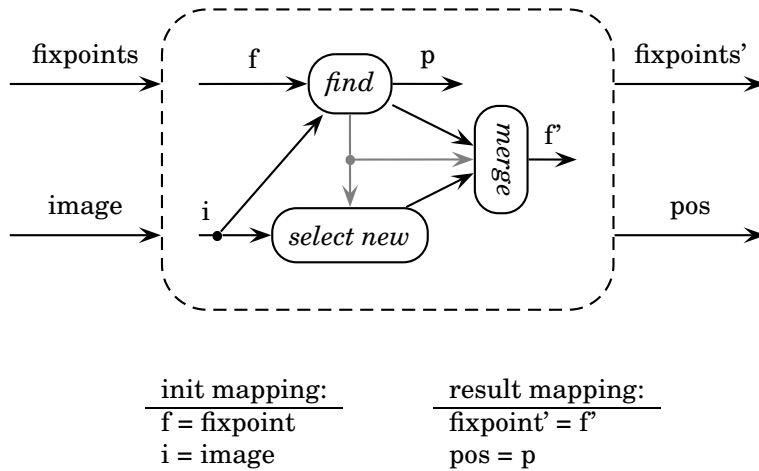 fixpoints
f
find
p
fixpoints'
merge
f'
image
i
select new
pos
init mapping:
f = fixpoint
i = image
result mapping:
fixpoint' = f'
pos = p